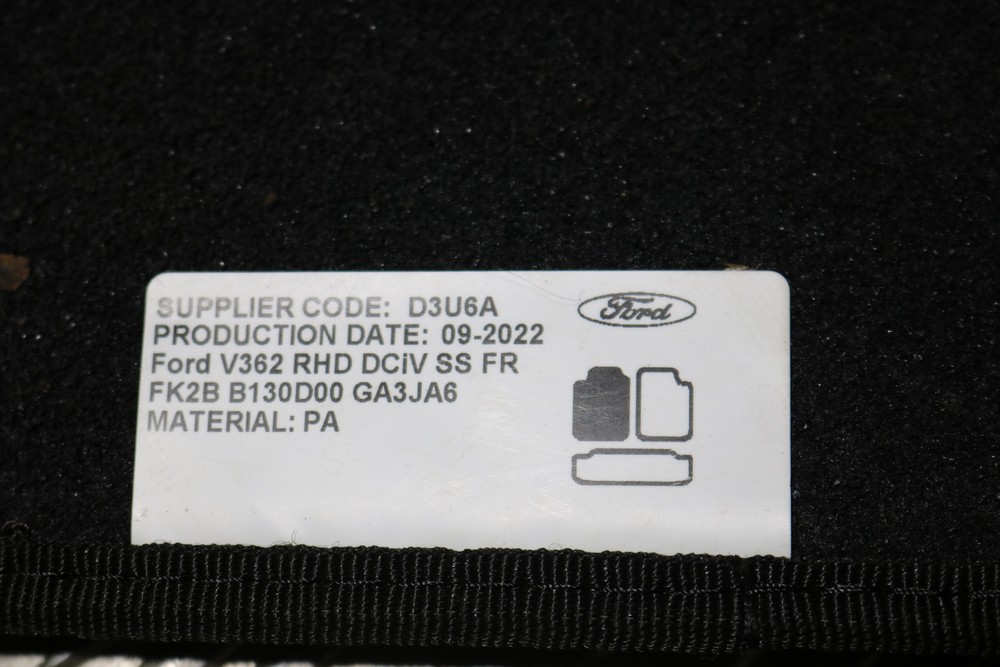 SUPPLIER CODE: D3U6A
Ford
PRODUCTION DATE: 09-2022
Ford V362 RHD DCiV SS FR
FK2B B130D00 GA3JA6
MATERIAL: PA